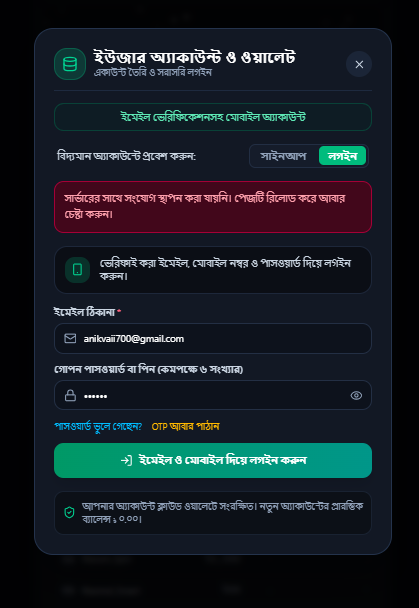 ইউজার অ্যাকাউন্ট ও ওয়ালেট
একাউন্ট তৈরি ও সরাসরি লগইন
ইমেইল ভেরিফিকেশনসহ মোবাইল অ্যাকাউন্ট
বিদ্যমান অ্যাকাউন্টে প্রবেশ করুন:
সাইনআপ
লগইন
সার্ভারের সাথে সংযোগ স্থাপন করা যায়নি। পেজটি রিলোড করে আবার
চেষ্টা করুন।
ভেরিফাই করা ইমেইল, মোবাইল নম্বর ও পাসওয়ার্ড দিয়ে লগইন
করুন।
ইমেইল ঠিকানা *
anikvaii700@gmail.com
গোপন পাসওয়ার্ড বা পিন (কমপক্ষে ৬ সংখ্যার)
••••••
পাসওয়ার্ড ভুলে গেছেন? OTP আবার পাঠান
ইমেইল ও মোবাইল দিয়ে লগইন করুন
আপনার অ্যাকাউন্ট ক্লাউড ওয়ালেটে সংরক্ষিত। নতুন অ্যাকাউন্টের প্রারম্ভিক
ব্যালেন্স ৳ ০.০০।